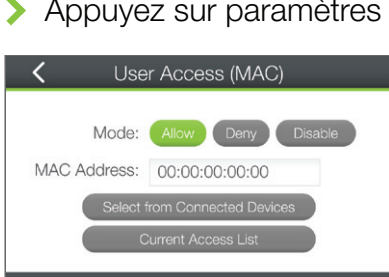 Appuyez sur paramètres
User Access (MAC)
Mode: Allow Deny Disable
MAC Address: 00:00:00:00:00
Select from Connected Devices
Current Access List